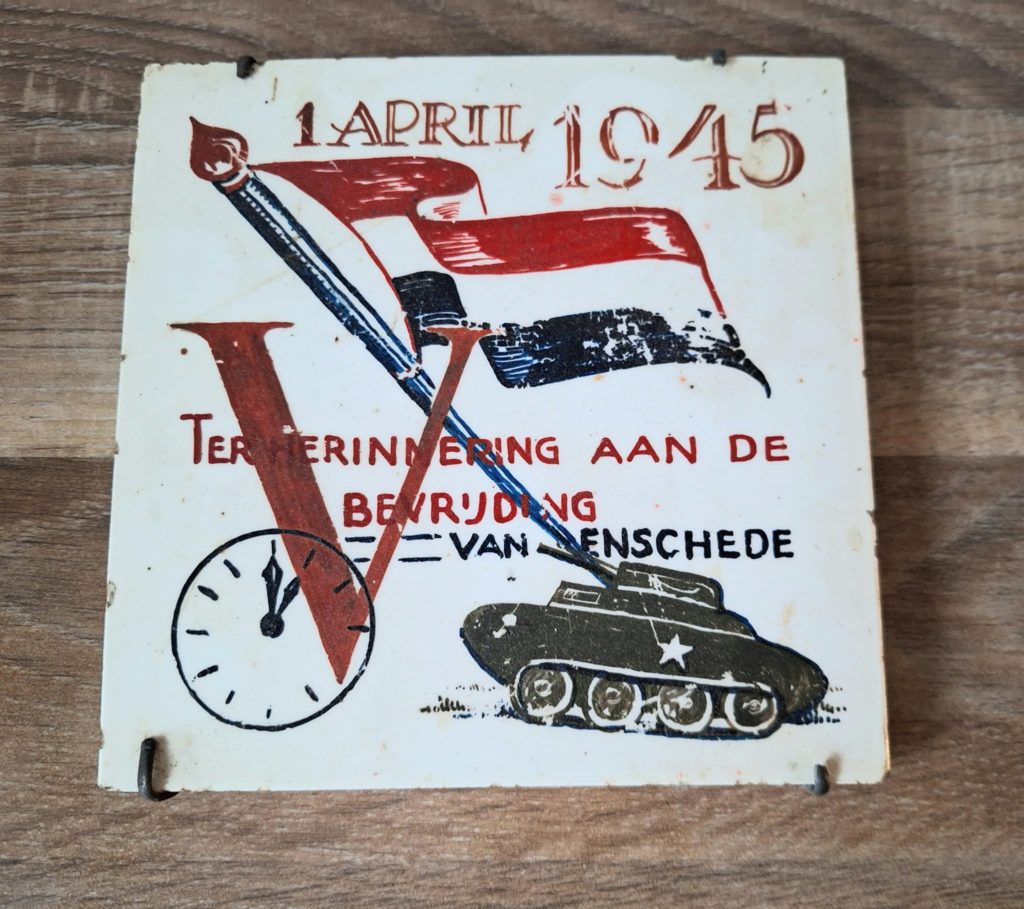 1 APRIL 1945
TER HERINNERING AAN DE
BEVRIJDING
VAN ENSCHEDE
V